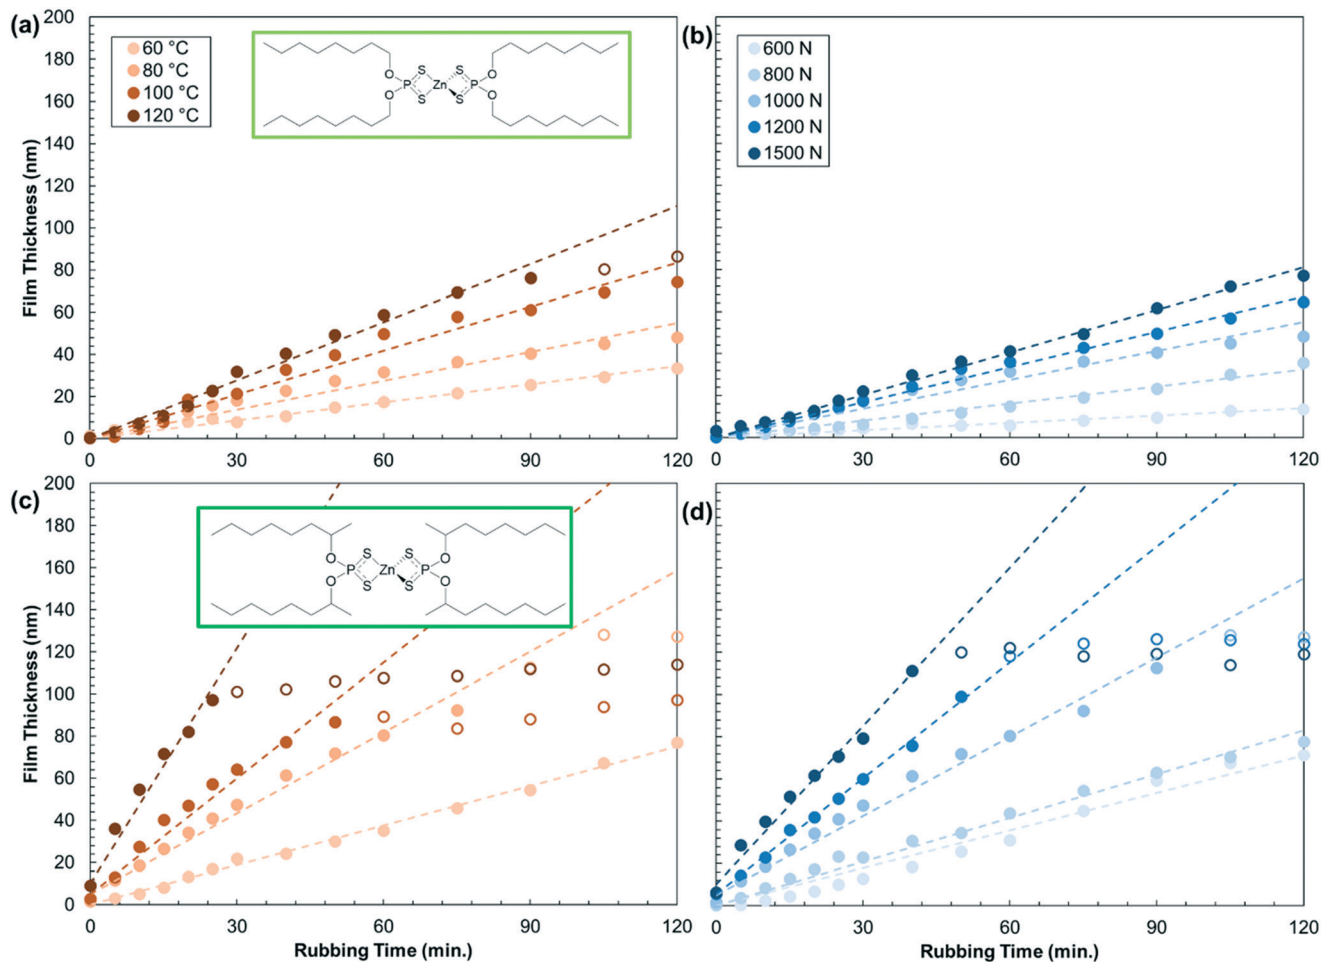 (a)
60 °C
80 °C
100 °C
120 °C
O
O
P
S
S
Zn
S
S
P
O
O
Film Thickness (nm)
200
180
160
140
120
100
80
60
40
20
0
0
30
60
90
120
(b)
600 N
800 N
1000 N
1200 N
1500 N
0
30
60
90
120
(c)
O
O
P
S
S
Zn
S
S
P
O
O
Film Thickness (nm)
200
180
160
140
120
100
80
60
40
20
0
0
30
60
90
120
Rubbing Time (min.)
(d)
0
30
60
90
120
Rubbing Time (min.)